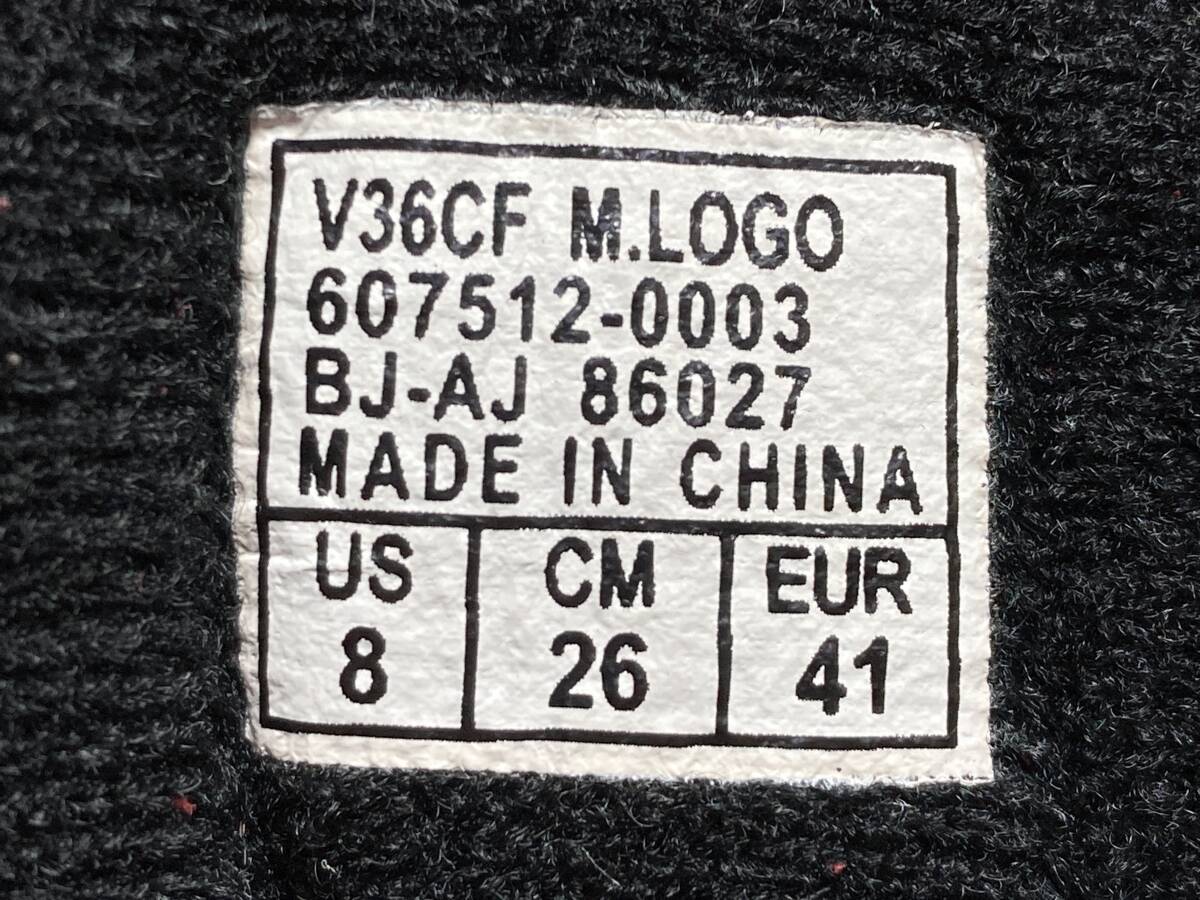 V36CF M.LOGO
607512-0003
BJ-AJ 86027
MADE IN CHINA
US CM EUR
8 26 41